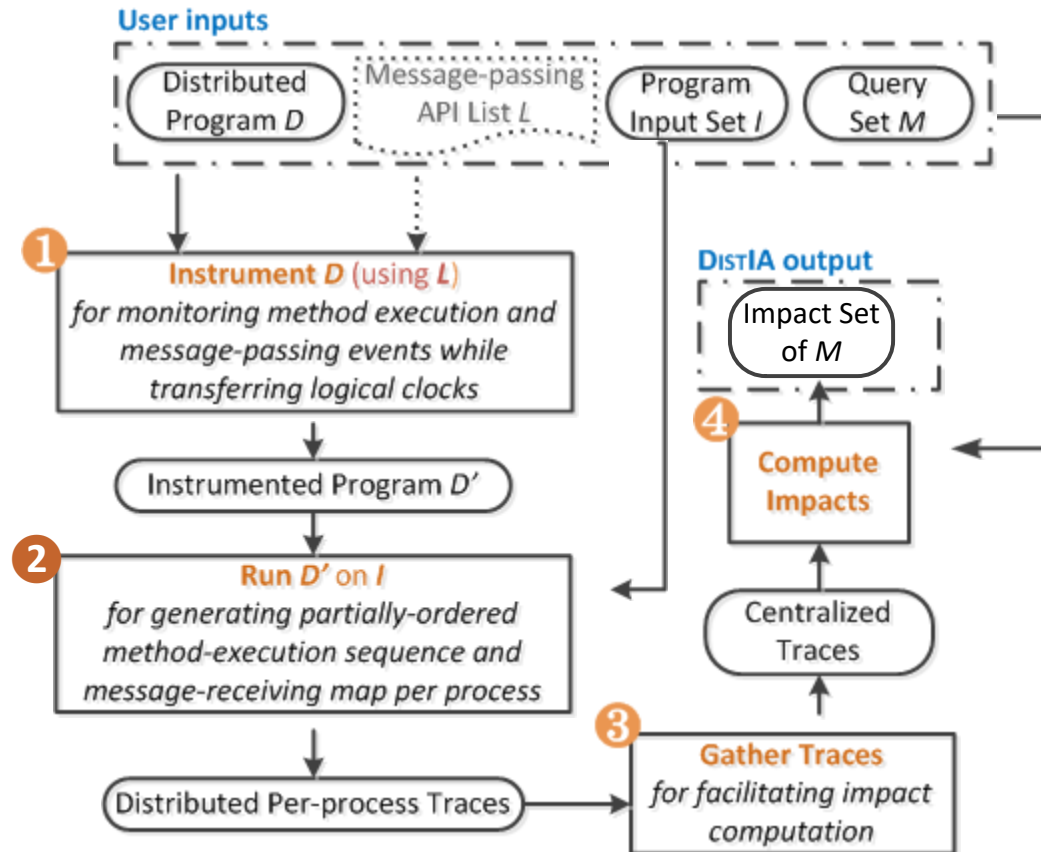 User inputs
Distributed
Program D
Message-passing
API List L
Program
Input Set I
Query
Set M
1
Instrument D (using L)
for monitoring method execution and
message-passing events while
transferring logical clocks
Instrumented Program D'
2
Run D' on I
for generating partially-ordered
method-execution sequence and
message-receiving map per process
Distributed Per-process Traces
3
Gather Traces
for facilitating impact
computation
Centralized
Traces
4
Compute
Impacts
DISTIA output
Impact Set
of M